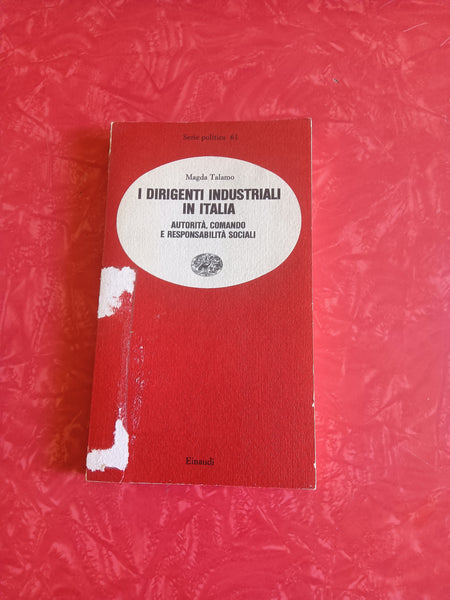 Serie politica 61
Magda Talamo
I DIRIGENTI INDUSTRIALI
IN ITALIA
AUTORITÀ, COMANDO
E RESPONSABILITÀ SOCIALI
Einaudi